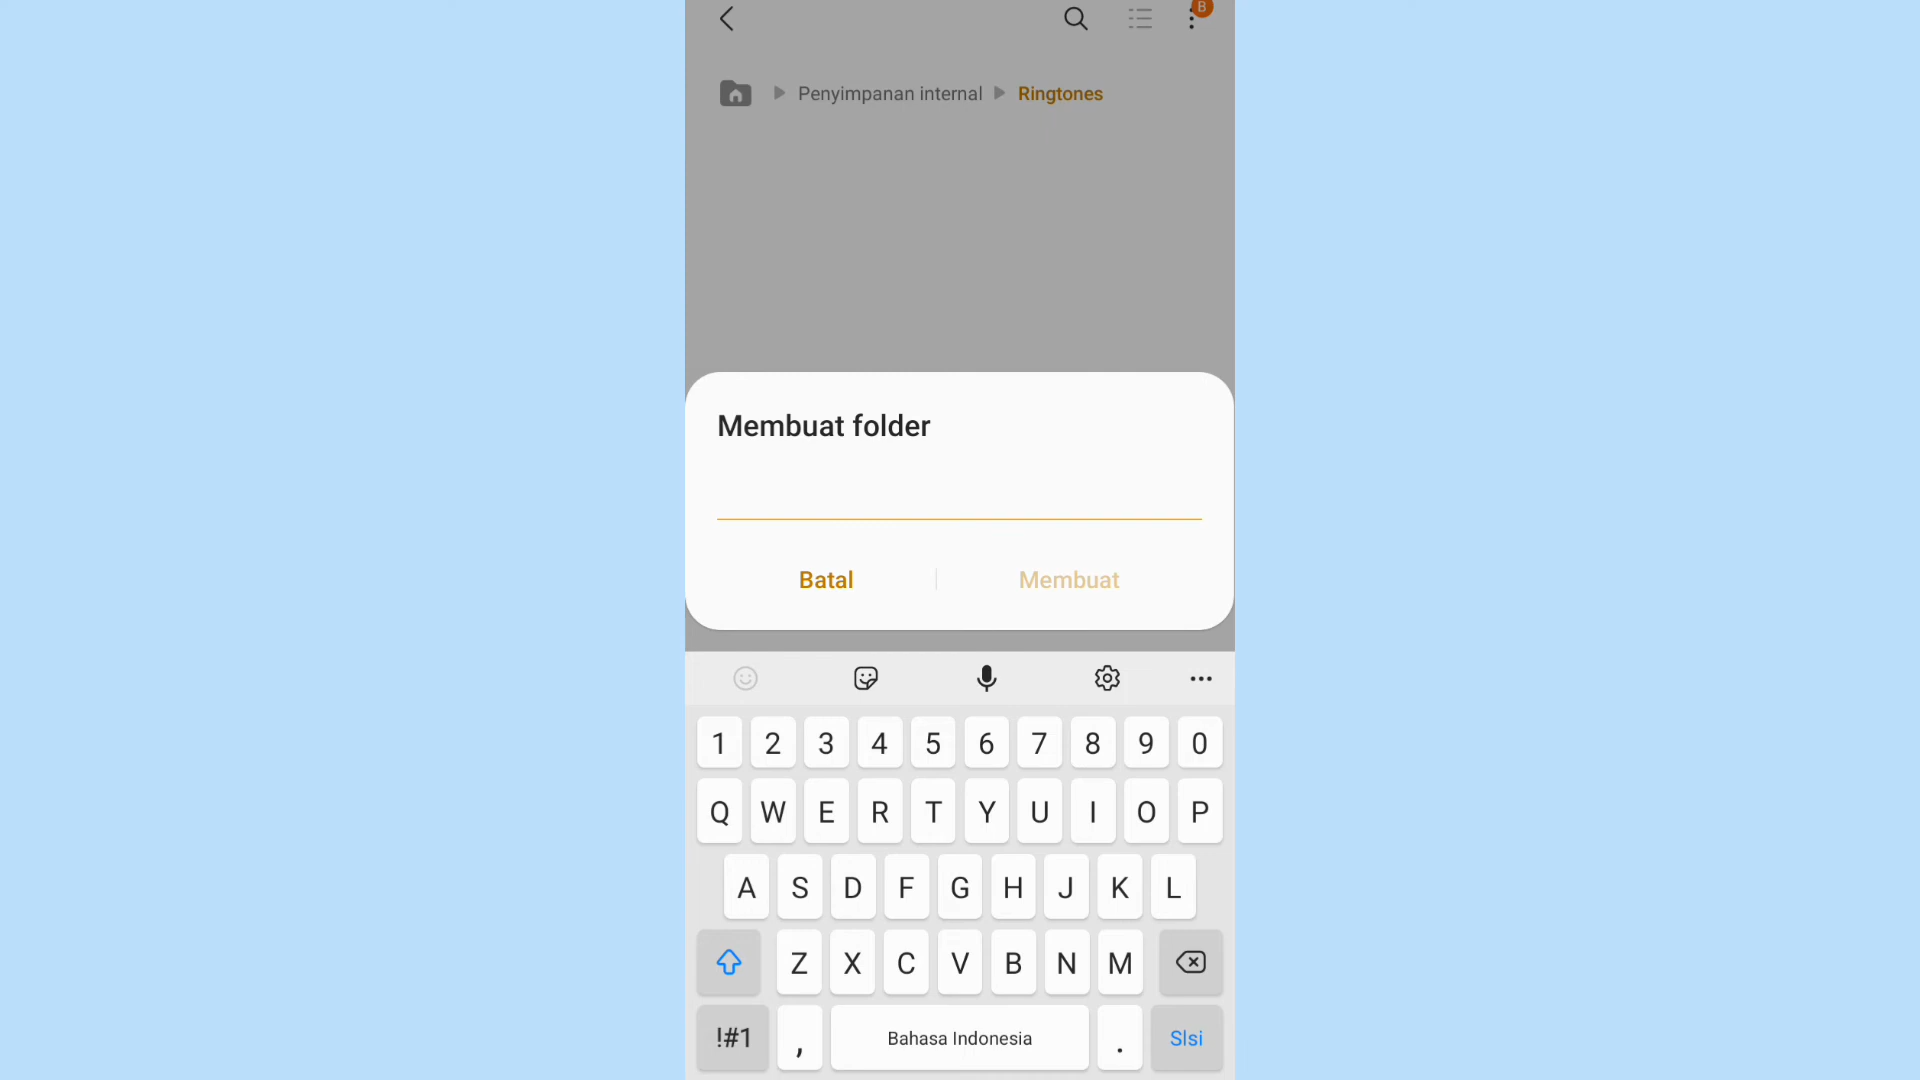 B
Penyimpanan internal Ringtones
Membuat folder
Batal Membuat
1 2 3 4 5 6 7 8 9 0
Q W E R T Y U I O P
A S D F G H J K L
Z X C V B N M
!#1 , Bahasa Indonesia . Slsi